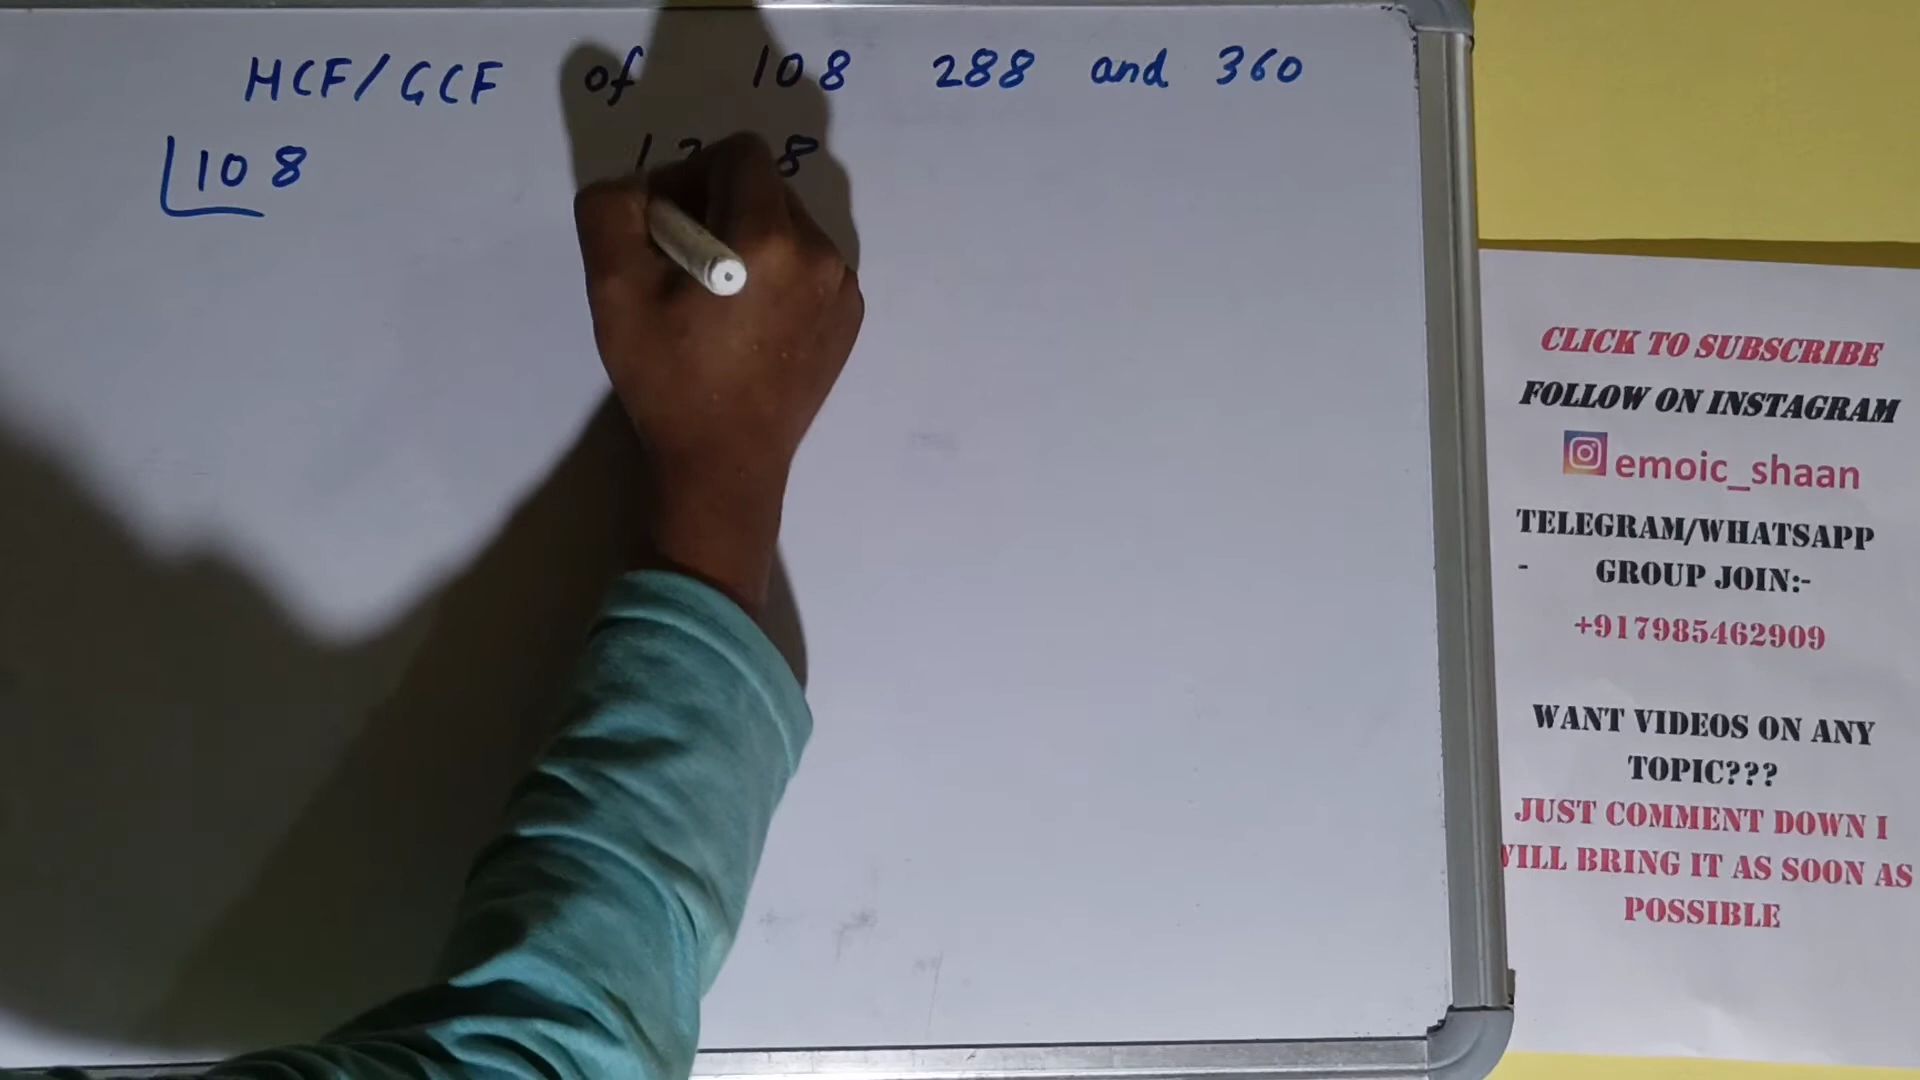 HCF/GCF of 108 288 and 360
108
CLICK TO SUBSCRIBE
FOLLOW ON INSTAGRAM
emoic_shaan
TELEGRAM/WHATSAPP
- GROUP JOIN:-
+917985462909
WANT VIDEOS ON ANY
TOPIC???
JUST COMMENT DOWN I
WILL BRING IT AS SOON AS
POSSIBLE